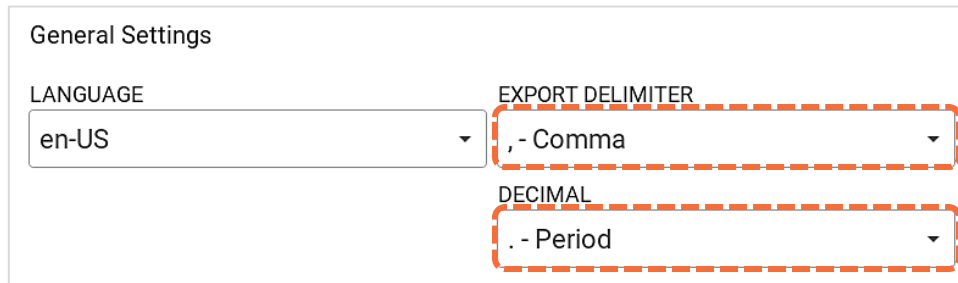 General Settings
LANGUAGE
en-US
EXPORT DELIMITER
, - Comma
DECIMAL
. - Period